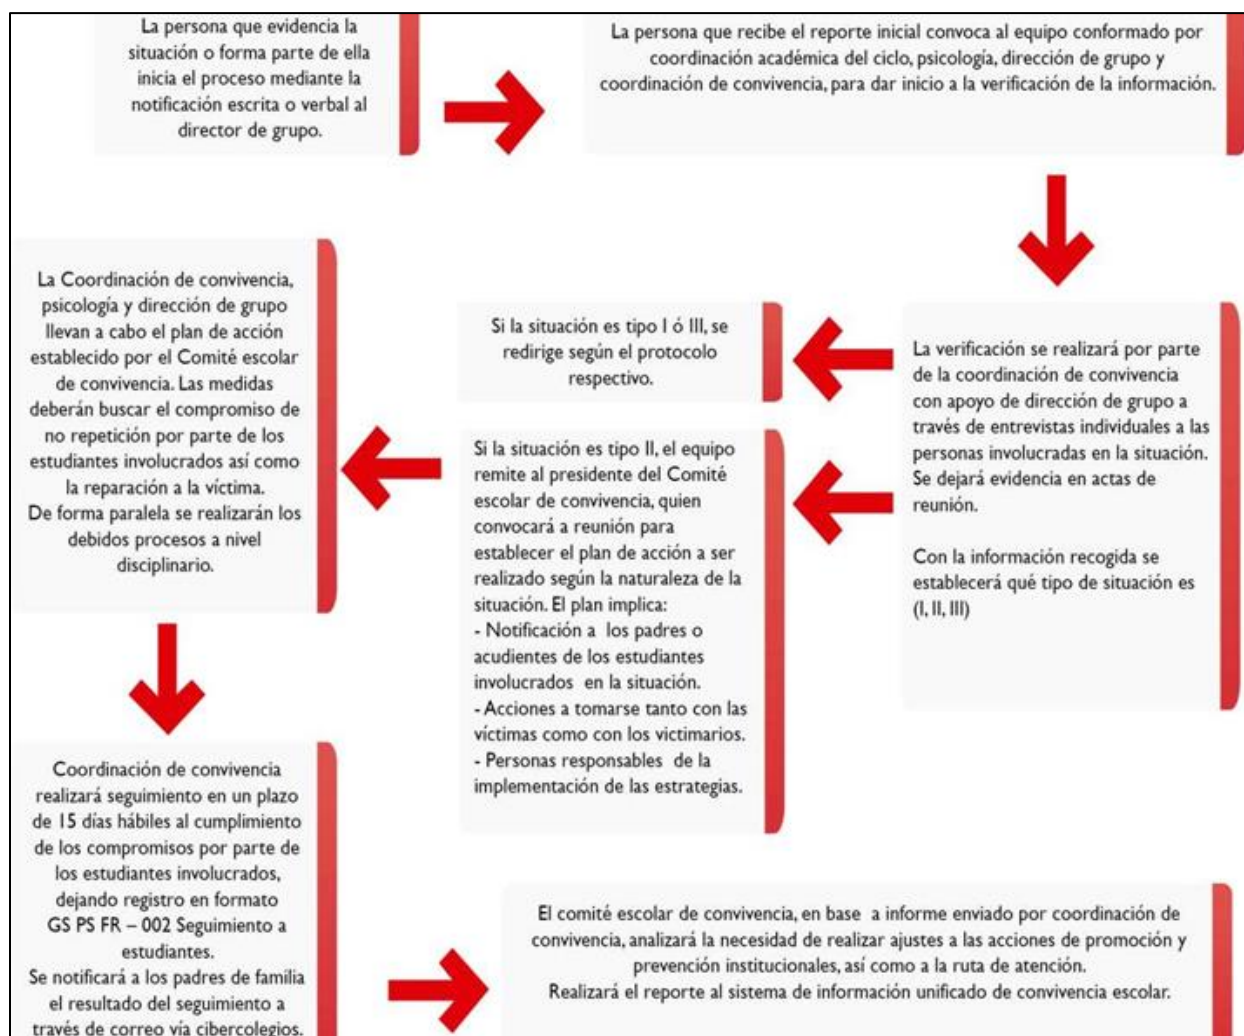 La persona que evidencia la
situación o forma parte de ella
inicia el proceso mediante la
notificación escrita o verbal al
director de grupo.
La persona que recibe el reporte inicial convoca al equipo conformado por
coordinación académica del ciclo, psicología, dirección de grupo y
coordinación de convivencia, para dar inicio a la verificación de la información.
La verificación se realizará por parte
de la coordinación de convivencia
con apoyo de dirección de grupo a
través de entrevistas individuales a las
personas involucradas en la situación.
Se dejará evidencia en actas de
reunión.
Con la información recogida se
establecerá qué tipo de situación es
(I, II, III)
Si la situación es tipo I ó III, se
redirige según el protocolo
respectivo.
Si la situación es tipo II, el equipo
remite al presidente del Comité
escolar de convivencia, quien
convocará a reunión para
establecer el plan de acción a ser
realizado según la naturaleza de la
situación. El plan implica:
- Notificación a los padres o
acudientes de los estudiantes
involucrados en la situación.
- Acciones a tomarse tanto con las
víctimas como con los victimarios.
- Personas responsables de la
implementación de las estrategias.
La Coordinación de convivencia,
psicología y dirección de grupo
llevan a cabo el plan de acción
establecido por el Comité escolar
de convivencia. Las medidas
deberán buscar el compromiso de
no repetición por parte de los
estudiantes involucrados así como
la reparación a la víctima.
De forma paralela se realizarán los
debidos procesos a nivel
disciplinario.
Coordinación de convivencia
realizará seguimiento en un plazo
de 15 días hábiles al cumplimiento
de los compromisos por parte de
los estudiantes involucrados,
dejando registro en formato
GS PS FR – 002 Seguimiento a
estudiantes.
Se notificará a los padres de familia
el resultado del seguimiento a
través de correo vía cibercolegios.
El comité escolar de convivencia, en base a informe enviado por coordinación de
convivencia, analizará la necesidad de realizar ajustes a las acciones de promoción y
prevención institucionales, así como a la ruta de atención.
Realizará el reporte al sistema de información unificado de convivencia escolar.